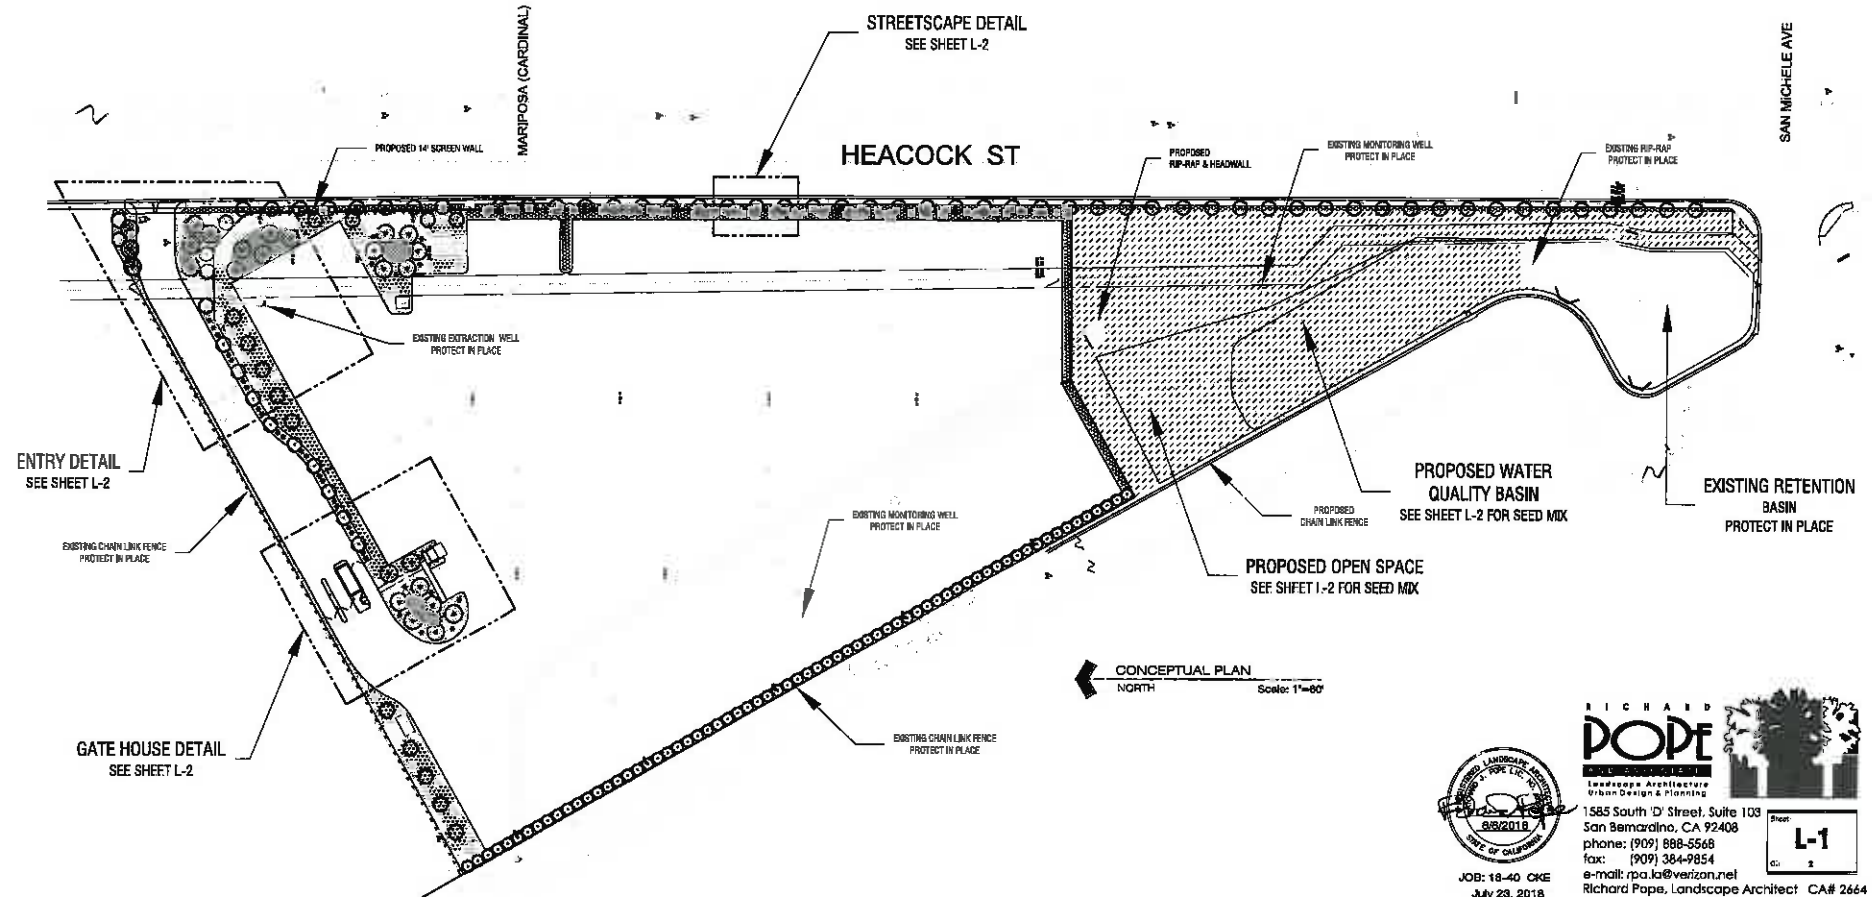 STREETSCAPE DETAIL
SEE SHEET L-2
MARIPOSA (CARDINAL)
SAN MICHELE AVE
PROPOSED 14' SCREEN WALL
HEACOCK ST
PROPOSED
RIP-RAP & HEADWALL
EXISTING MONITORING WELL
PROTECT IN PLACE
EXISTING RIP-RAP
PROTECT IN PLACE
EXISTING EXTRACTION WELL
PROTECT IN PLACE
ENTRY DETAIL
SEE SHEET L-2
EXISTING CHAIN LINK FENCE
PROTECT IN PLACE
EXISTING MONITORING WELL
PROTECT IN PLACE
PROPOSED
CHAIN LINK FENCE
PROPOSED WATER
QUALITY BASIN
SEE SHEET L-2 FOR SEED MIX
EXISTING RETENTION
BASIN
PROTECT IN PLACE
PROPOSED OPEN SPACE
SEE SHEET L-2 FOR SEED MIX
CONCEPTUAL PLAN
NORTH
Scale: 1"=60'
GATE HOUSE DETAIL
SEE SHEET L-2
EXISTING CHAIN LINK FENCE
PROTECT IN PLACE
RICHARD
POPE
Landscape Architecture
Urban Design & Planning
LANDSCAPE ARCHITECT
8/6/2018
STATE OF CALIFORNIA
1585 South 'D' Street, Suite 103
San Bernardino, CA 92408
phone: (909) 888-5568
fax: (909) 384-9854
e-mail: rpa.la@verizon.net
Richard Pope, Landscape Architect CA# 2664
Sheet:
L-1
2
JOB: 18-40 CKE
July 23, 2018